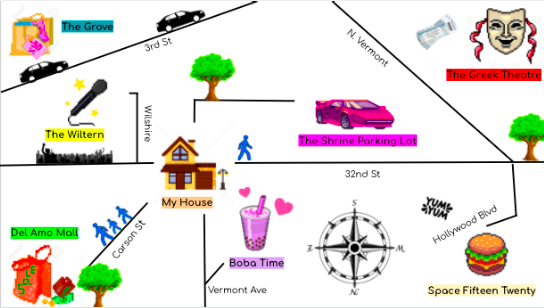 The Grove
3rd St
N. Vermont
The Greek Theatre
The Wiltern
Wilshire
The Shrine Parking Lot
32nd St
My House
Del Amo Mall
Carson St
SALE
Boba Time
Vermont Ave
S
N
YUM
YUM
Hollywood Blvd
Space Fifteen Twenty